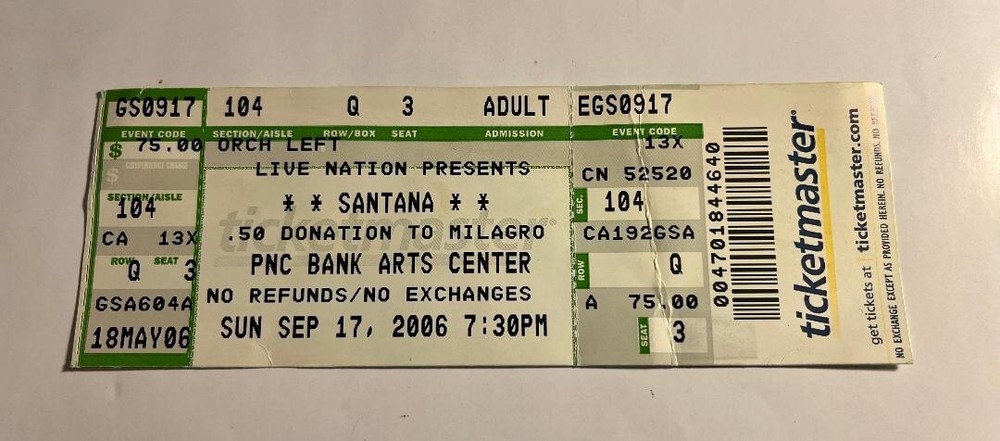 GS0917 104 Q 3 ADULT EGS0917
EVENT CODE SECTION/AISLE ROW/BOX SEAT ADMISSION EVENT CODE
$ 75.00 ORCH LEFT 13X
$
LIVE NATION PRESENTS
CN 52520
SECTION/AISLE
104
* * SANTANA * *
SEC. 104
ticketmaster
CA 13X
.50 DONATION TO MILAGRO
CA192GSA
ROW SEAT
Q 3
PNC BANK ARTS CENTER
ROW Q
GSA604A
NO REFUNDS/NO EXCHANGES
A 75.00
18MAY06
SUN SEP 17, 2006 7:30PM
SEAT 3
004701844640
ticketmaster
get tickets at ticketmaster.com
NO EXCHANGE EXCEPT AS PROVIDED HEREIN. NO REFUNDS. NO